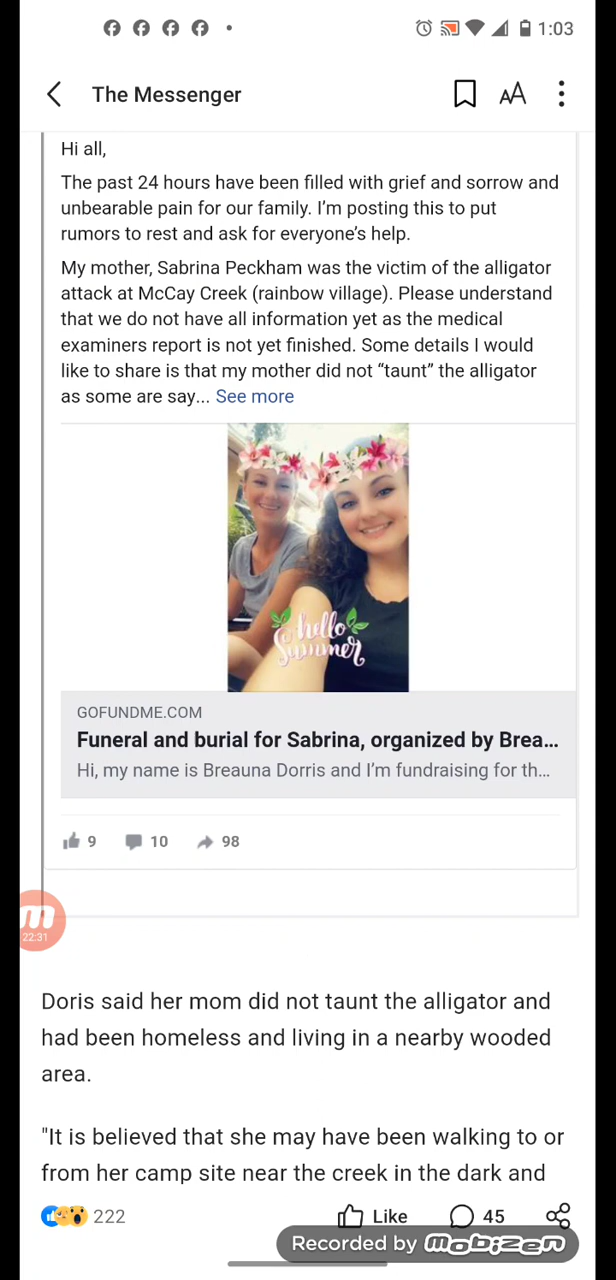 1:03
The Messenger
AA
Hi all,
The past 24 hours have been filled with grief and sorrow and
unbearable pain for our family. I’m posting this to put
rumors to rest and ask for everyone’s help.
My mother, Sabrina Peckham was the victim of the alligator
attack at McCay Creek (rainbow village). Please understand
that we do not have all information yet as the medical
examiners report is not yet finished. Some details I would
like to share is that my mother did not “taunt” the alligator
as some are say... See more
hello
Summer
GOFUNDME.COM
Funeral and burial for Sabrina, organized by Brea...
Hi, my name is Breauna Dorris and I’m fundraising for th...
9 10 98
22:31
Doris said her mom did not taunt the alligator and
had been homeless and living in a nearby wooded
area.
"It is believed that she may have been walking to or
from her camp site near the creek in the dark and
222 Like 45
Recorded by mobizen